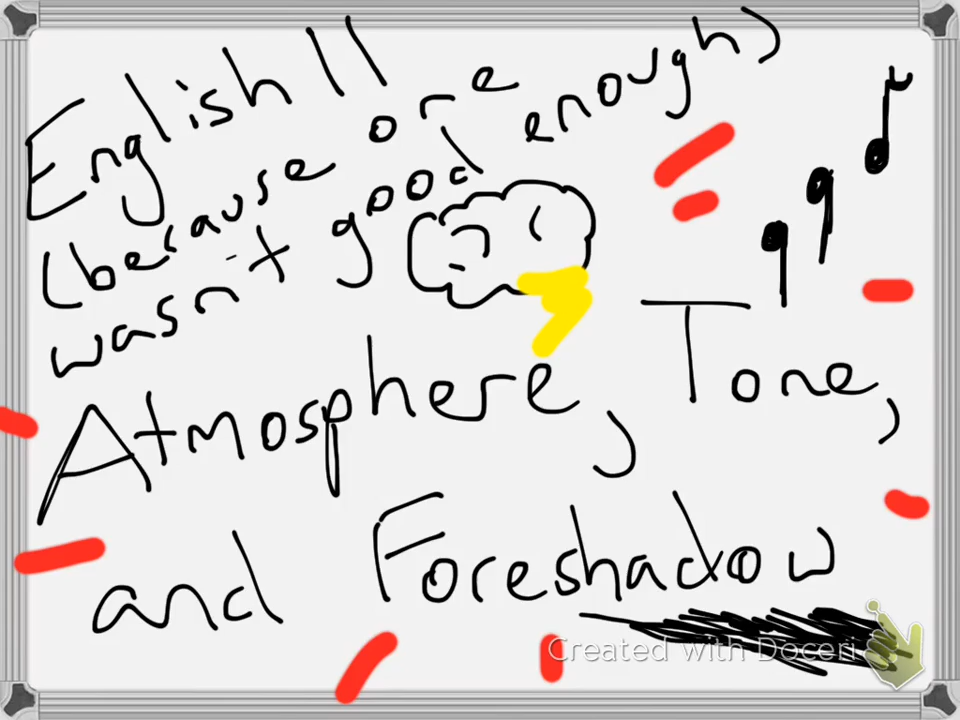 English 11
(because one
wasn't good enough)
Atmosphere, Tone,
and Foreshadow
Created with Doceri